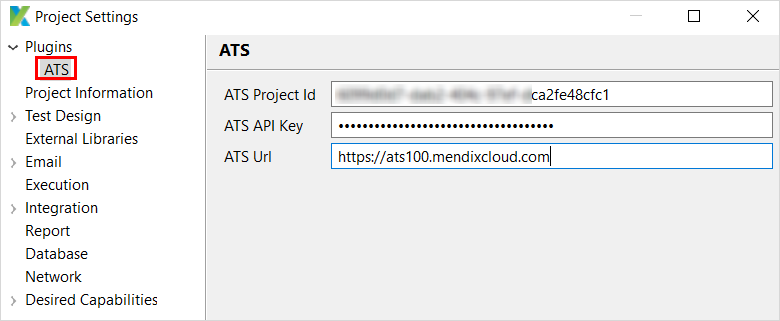 Project Settings
Plugins
ATS
Project Information
Test Design
External Libraries
Email
Execution
Integration
Report
Database
Network
Desired Capabilities
ATS
ATS Project Id ca2fe48cfc1
ATS API Key ••••••••••••••••••••••••••••••••••••
ATS Url https://ats100.mendixcloud.com